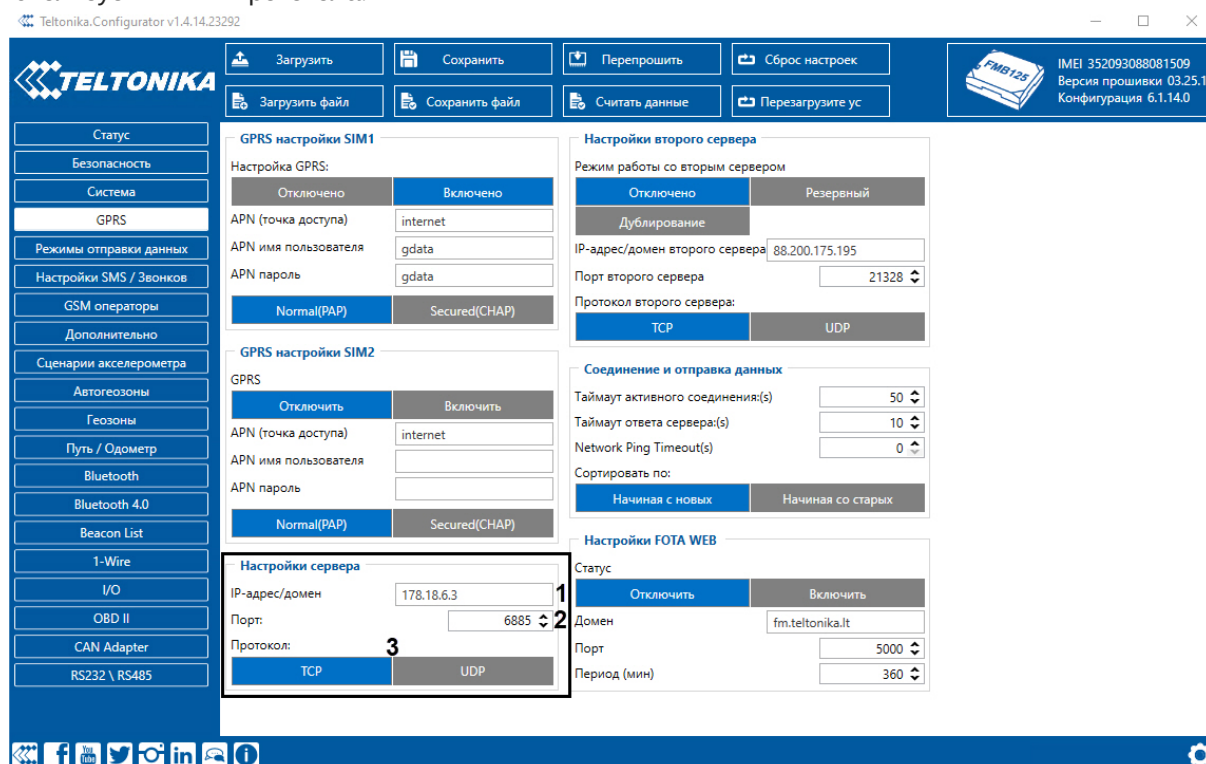 Teltonika.Configurator v1.4.14.23292
TELTONIKA
Загрузить
Сохранить
Перепрошить
Сброс настроек
Загрузить файл
Сохранить файл
Считать данные
Перезагрузите ус
FMB125
IMEI 352093088081509
Версия прошивки 03.25.1
Конфигурация 6.1.14.0
Статус
Безопасность
Система
GPRS
Режимы отправки данных
Настройки SMS / Звонков
GSM операторы
Дополнительно
Сценарии акселерометра
Автогеозоны
Геозоны
Путь / Одометр
Bluetooth
Bluetooth 4.0
Beacon List
1-Wire
I/O
OBD II
CAN Adapter
RS232 \ RS485
GPRS настройки SIM1
Настройка GPRS:
Отключено Включено
APN (точка доступа) internet
APN имя пользователя gdata
APN пароль gdata
Normal(PAP) Secured(CHAP)
GPRS настройки SIM2
GPRS
Отключить Включить
APN (точка доступа) internet
APN имя пользователя
APN пароль
Normal(PAP) Secured(CHAP)
Настройки сервера
IP-адрес/домен 178.18.6.3 1
Порт: 6885 2
Протокол: 3
TCP UDP
Настройки второго сервера
Режим работы со вторым сервером
Отключено Резервный
Дублирование
IP-адрес/домен второго сервера 88.200.175.195
Порт второго сервера 21328
Протокол второго сервера:
TCP UDP
Соединение и отправка данных
Таймаут активного соединения:(s) 50
Таймаут ответа сервера:(s) 10
Network Ping Timeout(s) 0
Сортировать по:
Начиная с новых Начиная со старых
Настройки FOTA WEB
Статус
Отключить Включить
Домен fm.teltonika.lt
Порт 5000
Период (мин) 360
You
Tube
in